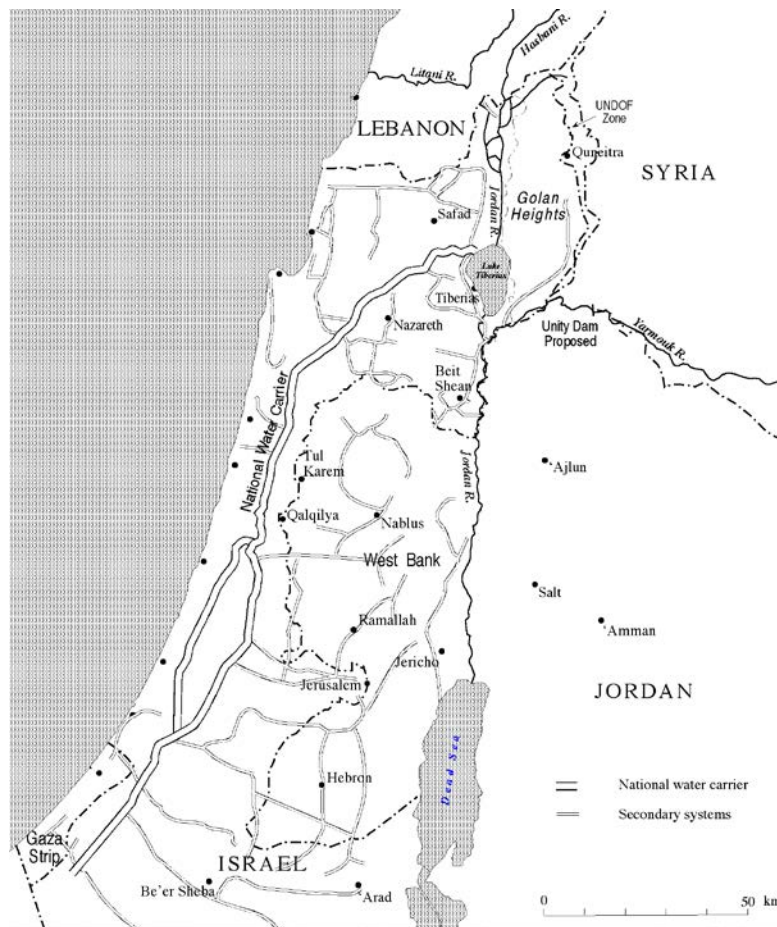 Hasbani R.
Litani R.
UNDOF
Zone
LEBANON
Quneitra
SYRIA
Jordan R.
Golan
Heights
Safad
Lake
Tiberias
Tiberias
Nazareth
Unity Dam
Proposed
Yarmouk R.
Beit
Shean
National Water Carrier
Tul
Karem
Jordan R.
Ajlun
Qalqilya
Nablus
West Bank
Salt
Ramallah
Amman
Jericho
Jerusalem
JORDAN
Dead Sea
Hebron
National water carrier
Secondary systems
Gaza
Strip
ISRAEL
Be'er Sheba
Arad
0
50
km